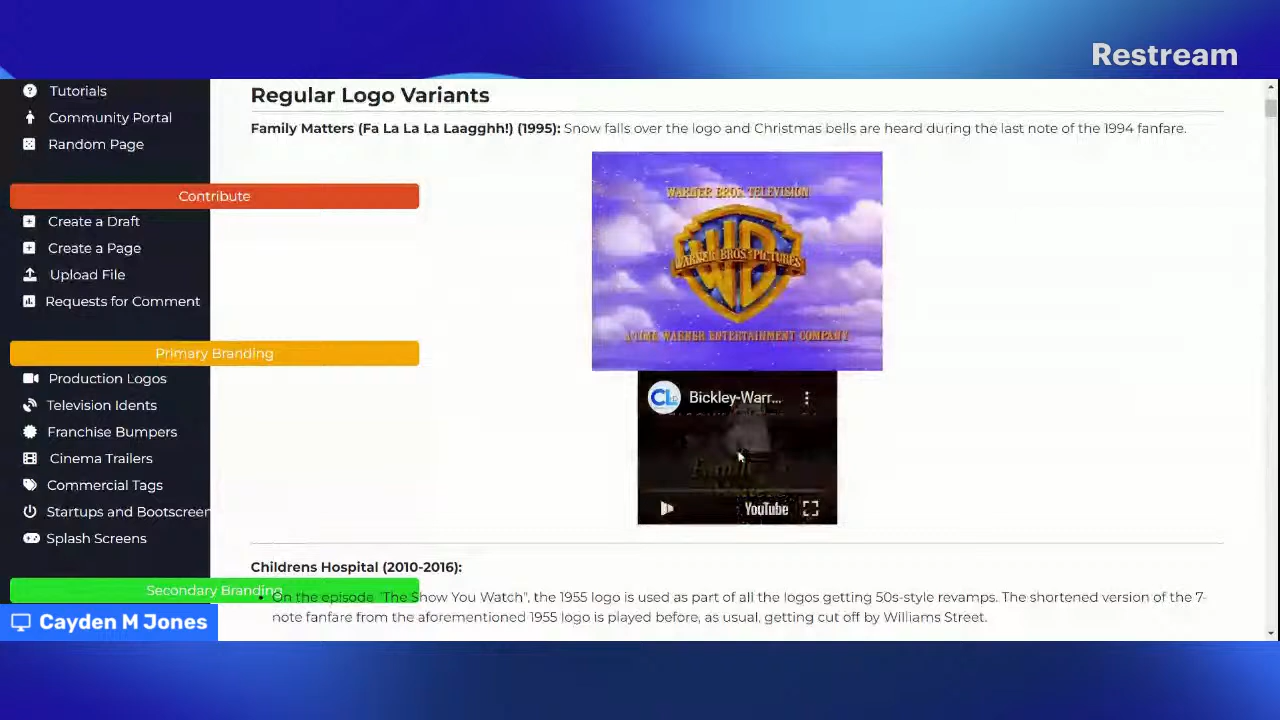 Restream
Tutorials
Community Portal
Random Page
Contribute
Create a Draft
Create a Page
Upload File
Requests for Comment
Primary Branding
Production Logos
Television Idents
Franchise Bumpers
Cinema Trailers
Commercial Tags
Startups and Bootscreen
Splash Screens
Secondary Branding
Cayden M Jones
Regular Logo Variants
Family Matters (Fa La La La Laagghh!) (1995): Snow falls over the logo and Christmas bells are heard during the last note of the 1994 fanfare.
WARNER BROS. TELEVISION
WB
WARNER BROS. PICTURES
A TIME WARNER ENTERTAINMENT COMPANY
CL
Bickley-Warr...
YouTube
Childrens Hospital (2010-2016):
On the episode "The Show You Watch", the 1955 logo is used as part of all the logos getting 50s-style revamps. The shortened version of the 7-
note fanfare from the aforementioned 1955 logo is played before, as usual, getting cut off by Williams Street.